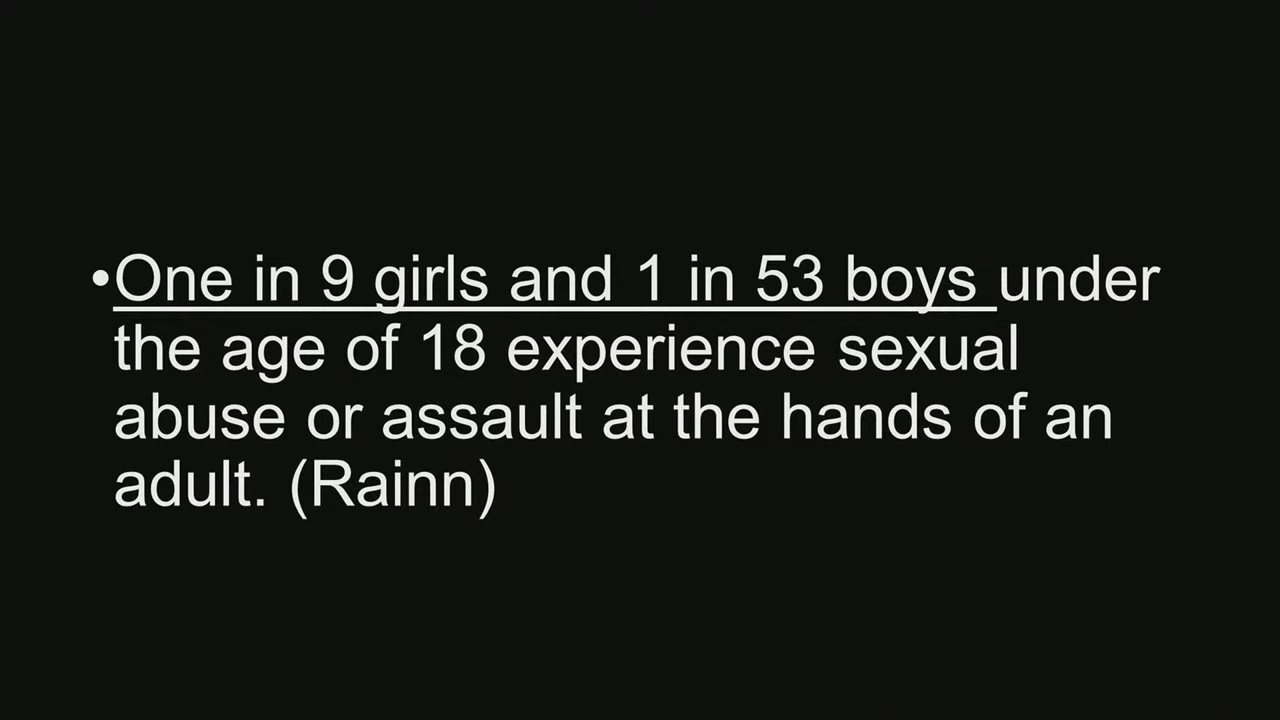 •One in 9 girls and 1 in 53 boys under
the age of 18 experience sexual
abuse or assault at the hands of an
adult. (Rainn)